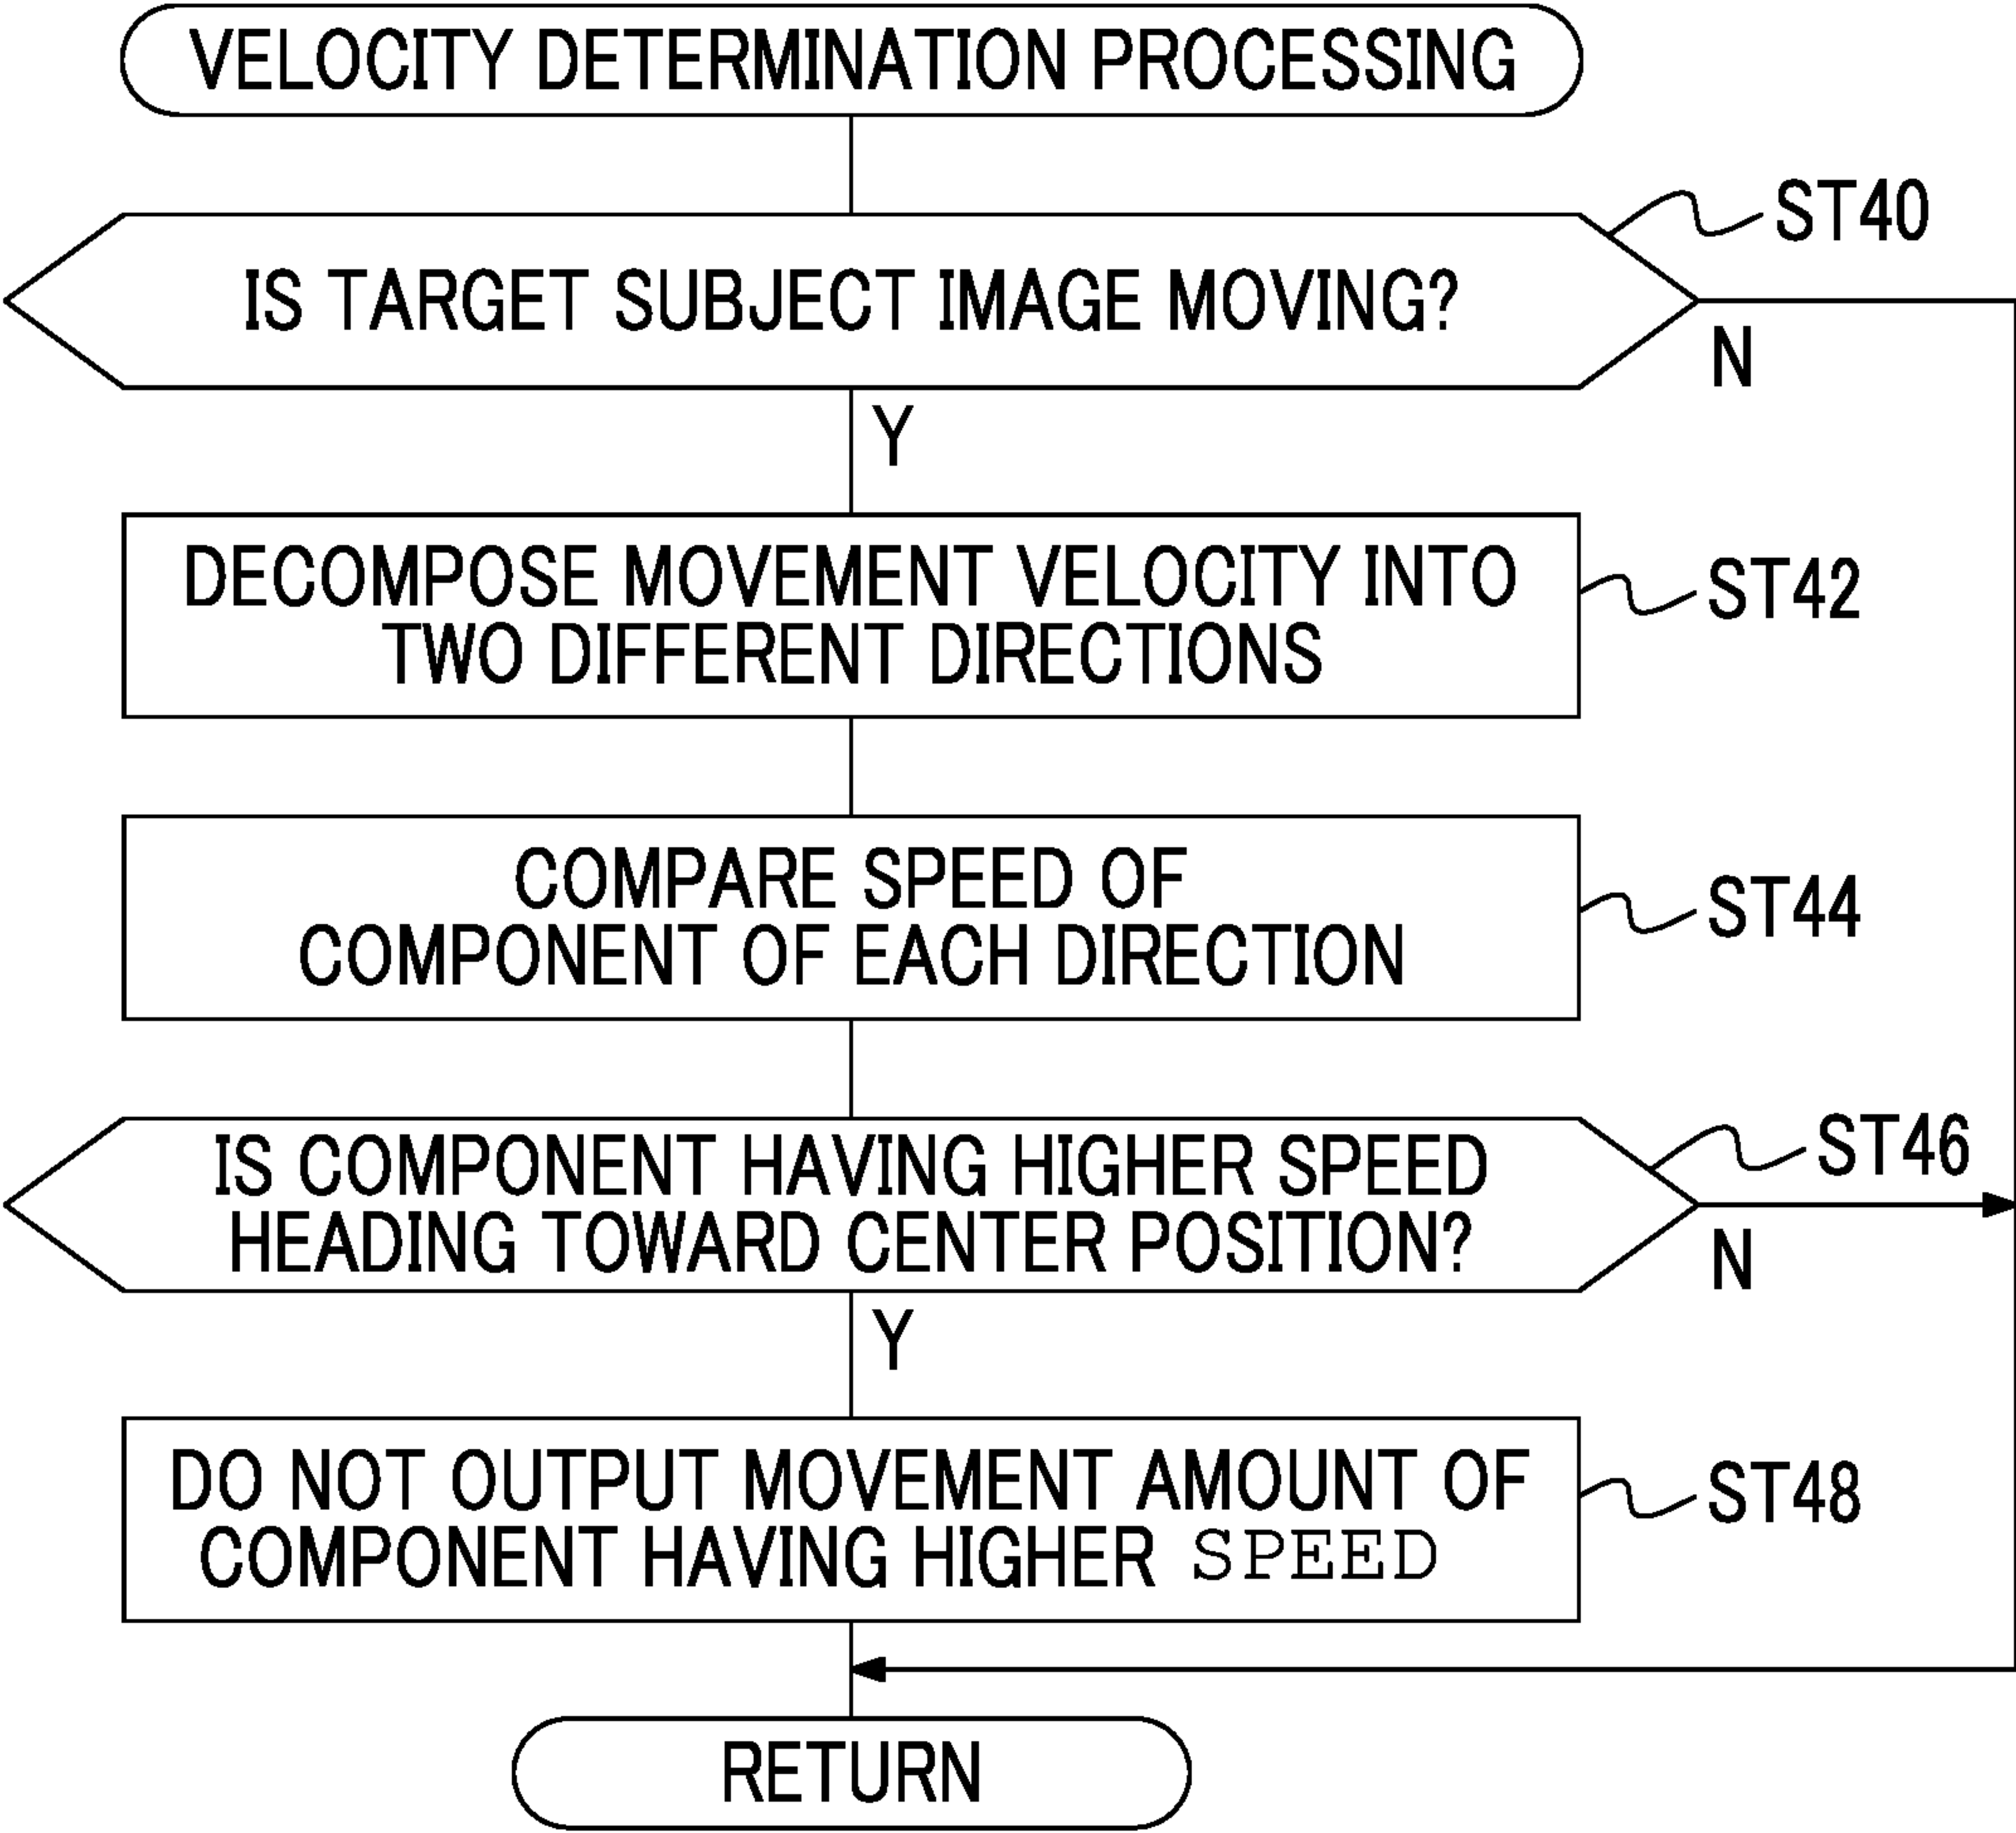 VELOCITY DETERMINATION PROCESSING
ST40
IS TARGET SUBJECT IMAGE MOVING?
N
Y
DECOMPOSE MOVEMENT VELOCITY INTO
TWO DIFFERENT DIRECTIONS
ST42
COMPARE SPEED OF
COMPONENT OF EACH DIRECTION
ST44
IS COMPONENT HAVING HIGHER SPEED
HEADING TOWARD CENTER POSITION?
ST46
N
Y
DO NOT OUTPUT MOVEMENT AMOUNT OF
COMPONENT HAVING HIGHER SPEED
ST48
RETURN